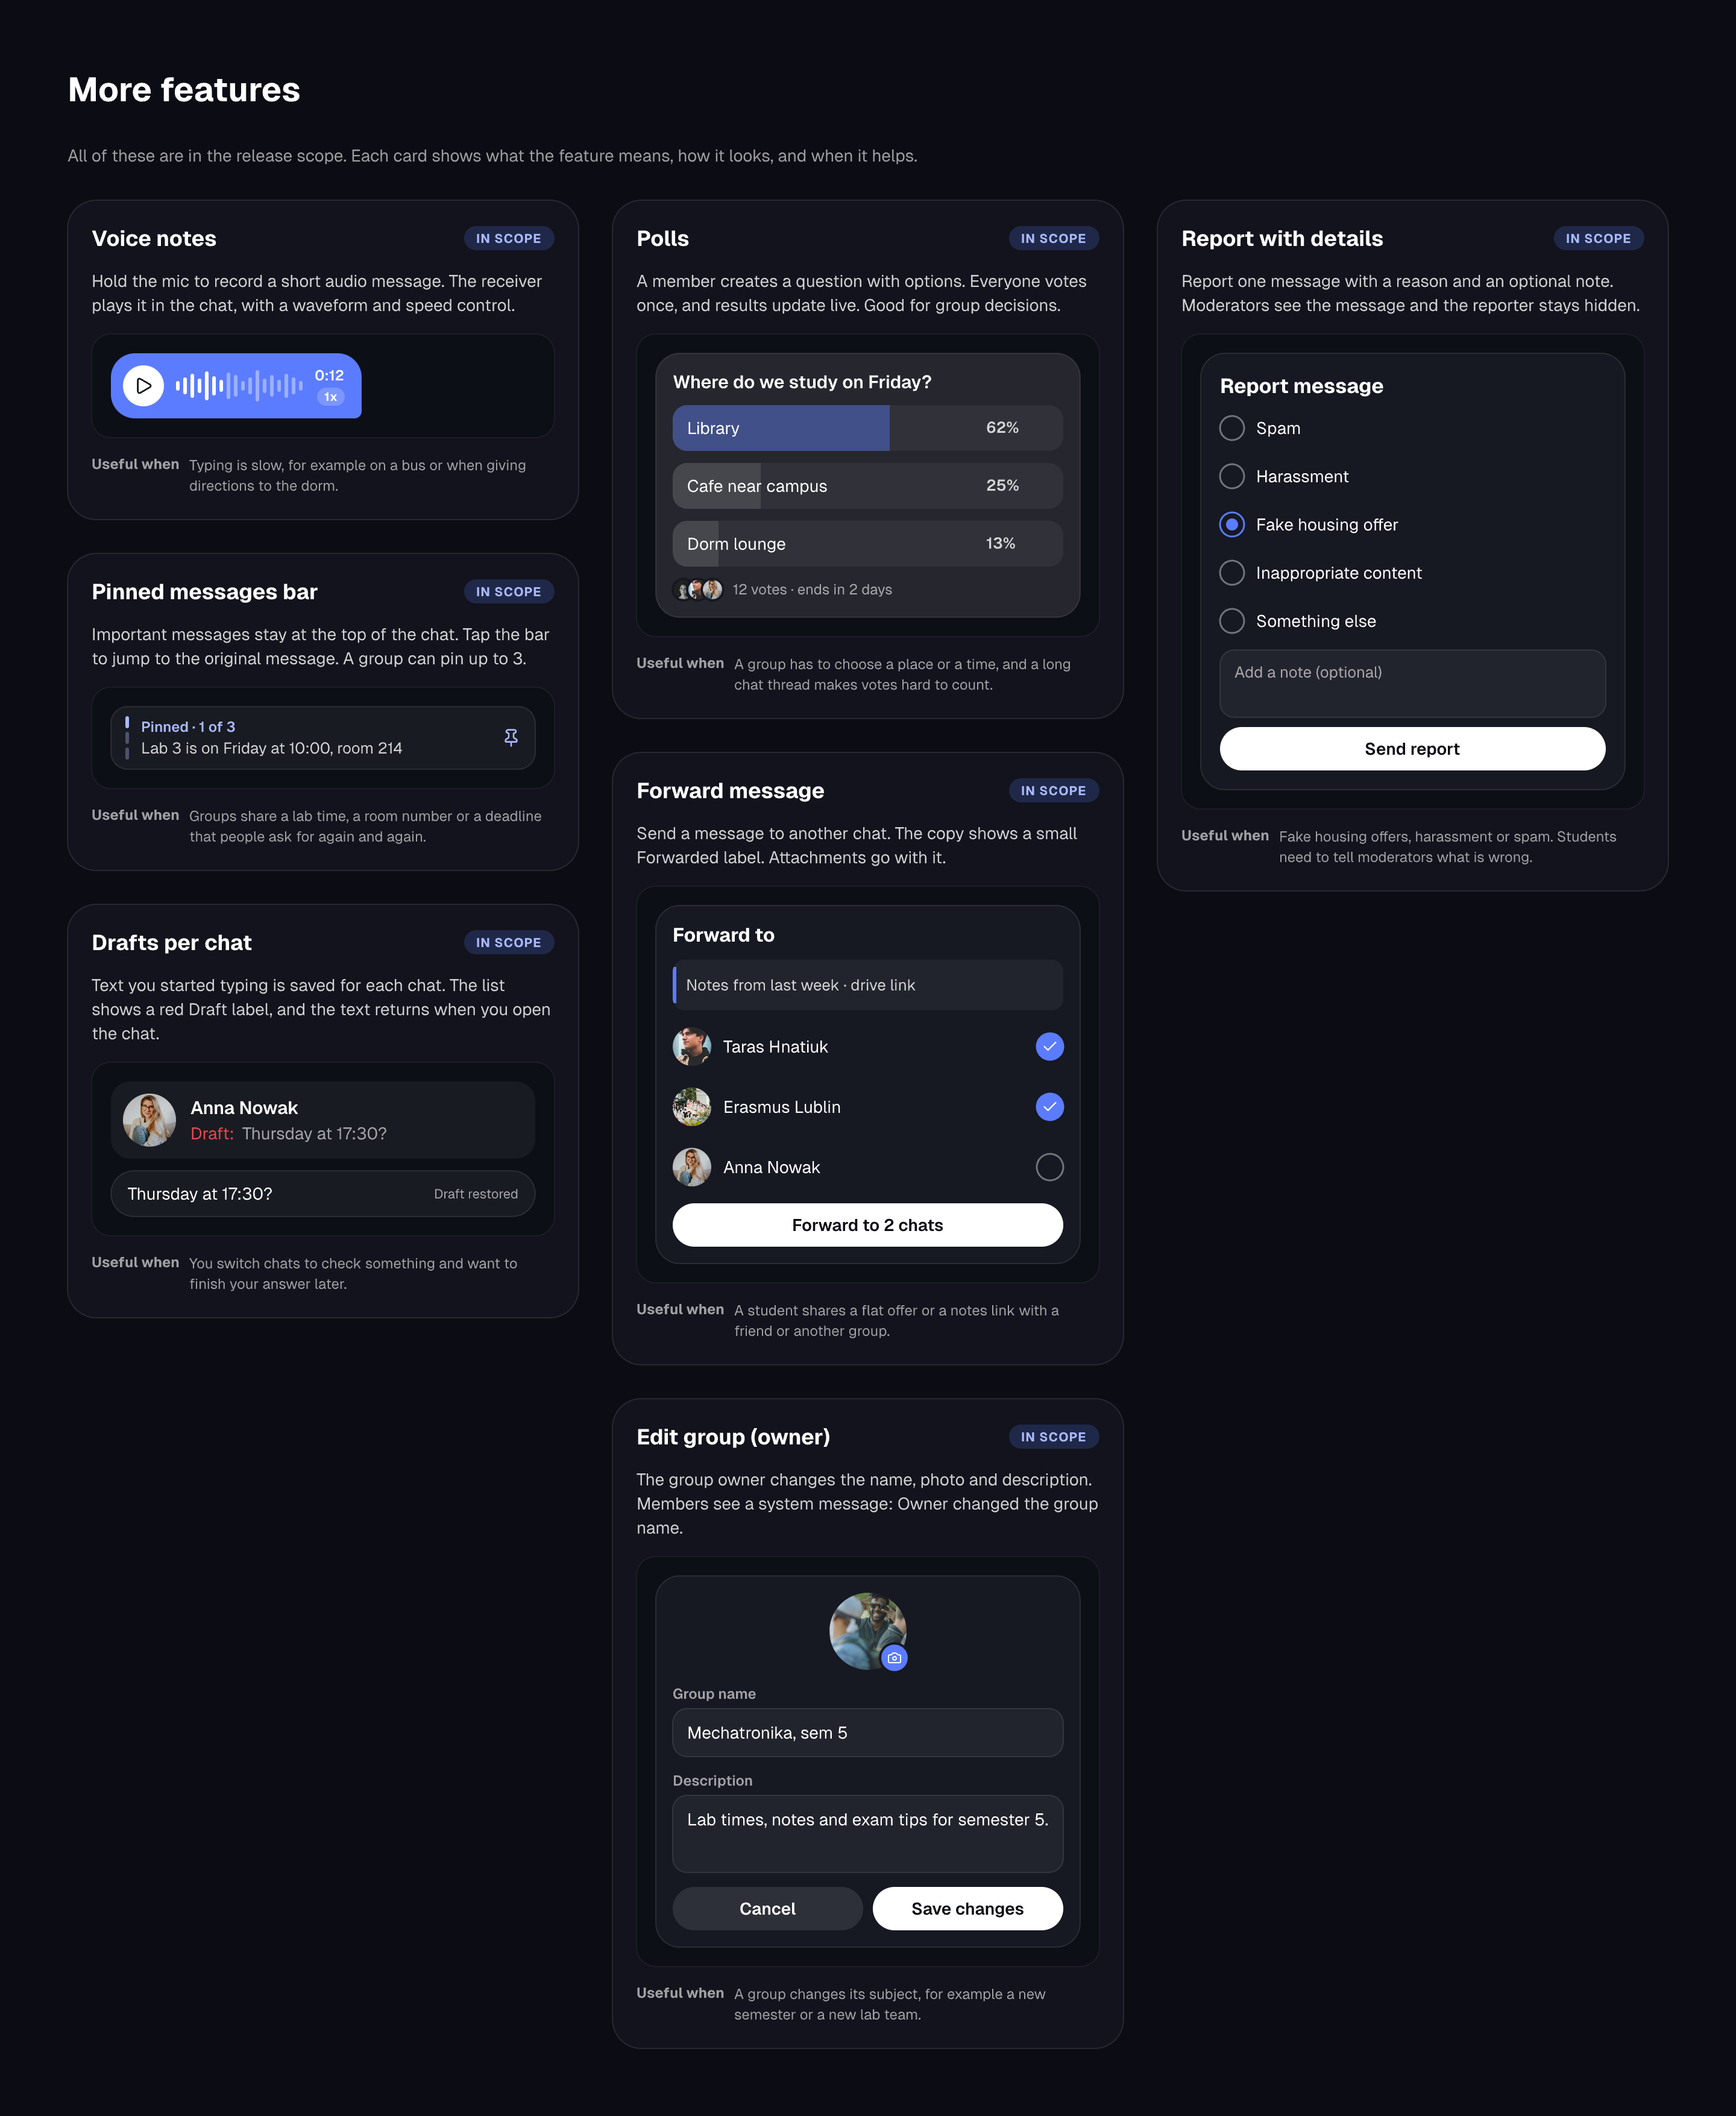 More features
All of these are in the release scope. Each card shows what the feature means, how it looks, and when it helps.
Voice notes
IN SCOPE
Hold the mic to record a short audio message. The receiver
plays it in the chat, with a waveform and speed control.
0:12
1x
Useful when
Typing is slow, for example on a bus or when giving
directions to the dorm.
Pinned messages bar
IN SCOPE
Important messages stay at the top of the chat. Tap the bar
to jump to the original message. A group can pin up to 3.
Pinned · 1 of 3
Lab 3 is on Friday at 10:00, room 214
Useful when
Groups share a lab time, a room number or a deadline
that people ask for again and again.
Drafts per chat
IN SCOPE
Text you started typing is saved for each chat. The list
shows a red Draft label, and the text returns when you open
the chat.
Anna Nowak
Draft: Thursday at 17:30?
Thursday at 17:30?
Draft restored
Useful when
You switch chats to check something and want to
finish your answer later.
Polls
IN SCOPE
A member creates a question with options. Everyone votes
once, and results update live. Good for group decisions.
Where do we study on Friday?
Library 62%
Cafe near campus 25%
Dorm lounge 13%
12 votes · ends in 2 days
Useful when
A group has to choose a place or a time, and a long
chat thread makes votes hard to count.
Forward message
IN SCOPE
Send a message to another chat. The copy shows a small
Forwarded label. Attachments go with it.
Forward to
Notes from last week · drive link
Taras Hnatiuk
Erasmus Lublin
Anna Nowak
Forward to 2 chats
Useful when
A student shares a flat offer or a notes link with a
friend or another group.
Edit group (owner)
IN SCOPE
The group owner changes the name, photo and description.
Members see a system message: Owner changed the group
name.
Group name
Mechatronika, sem 5
Description
Lab times, notes and exam tips for semester 5.
Cancel
Save changes
Useful when
A group changes its subject, for example a new
semester or a new lab team.
Report with details
IN SCOPE
Report one message with a reason and an optional note.
Moderators see the message and the reporter stays hidden.
Report message
Spam
Harassment
Fake housing offer
Inappropriate content
Something else
Add a note (optional)
Send report
Useful when
Fake housing offers, harassment or spam. Students
need to tell moderators what is wrong.